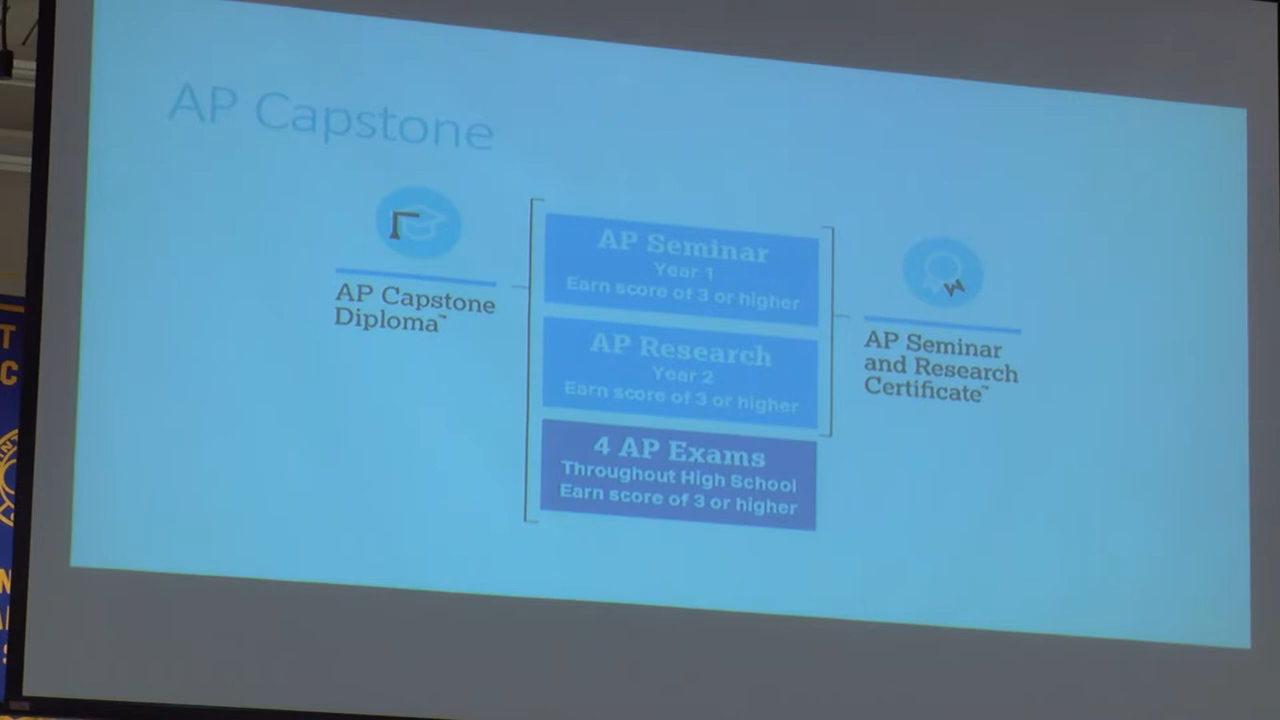 AP Capstone
AP Capstone
Diploma™
AP Seminar
Year 1
Earn score of 3 or higher
AP Research
Year 2
Earn score of 3 or higher
4 AP Exams
Throughout High School
Earn score of 3 or higher
AP Seminar
and Research
Certificate™